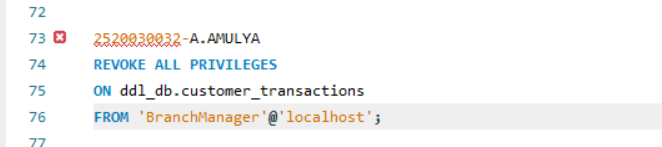 72
73 2520030032-A.AMULYA
74 REVOKE ALL PRIVILEGES
75 ON ddl_db.customer_transactions
76 FROM 'BranchManager'@'localhost';
77